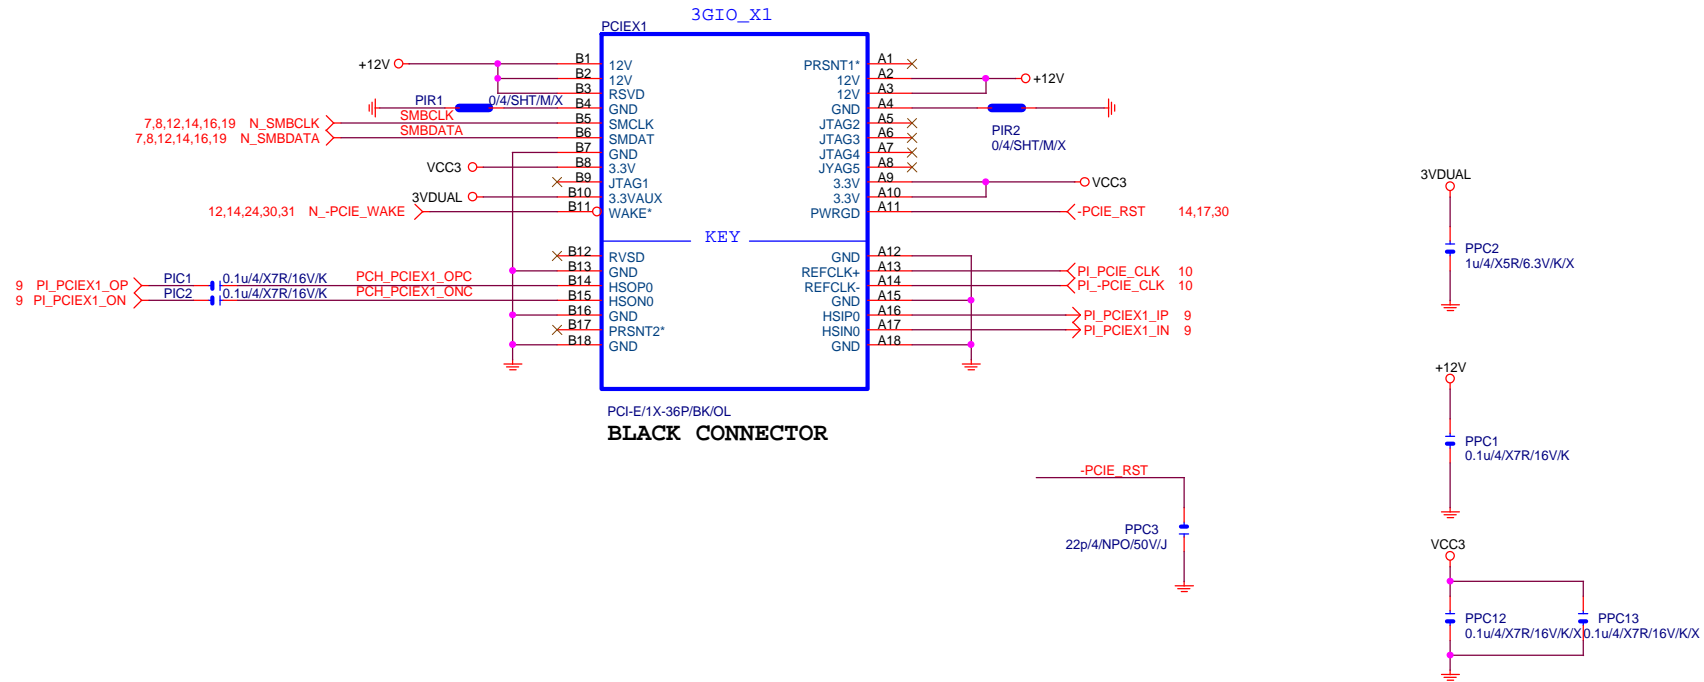 3GIO_X1
PCIEX1
+12V B1 12V PRSNT1* A1
B2 12V 12V A2 +12V
B3 RSVD 12V A3
PIR1 0/4/SHT/M/X B4 GND GND A4
7,8,12,14,16,19 N_SMBCLK SMBCLK B5 SMCLK JTAG2 A5 PIR2
7,8,12,14,16,19 N_SMBDATA SMBDATA B6 SMDAT JTAG3 A6 0/4/SHT/M/X
B7 GND JTAG4 A7
VCC3 B8 3.3V JYAG5 A8
B9 JTAG1 3.3V A9 VCC3
3VDUAL B10 3.3VAUX 3.3V A10
12,14,24,30,31 N_-PCIE_WAKE B11 WAKE* PWRGD A11 -PCIE_RST 14,17,30
KEY
B12 RVSD GND A12
B13 GND REFCLK+ A13 PI_PCIE_CLK 10
9 PI_PCIEX1_OP PIC1 0.1u/4/X7R/16V/K PCH_PCIEX1_OPC B14 HSOP0 REFCLK- A14 PI_-PCIE_CLK 10
9 PI_PCIEX1_ON PIC2 0.1u/4/X7R/16V/K PCH_PCIEX1_ONC B15 HSON0 GND A15
B16 GND HSIP0 A16 PI_PCIEX1_IP 9
B17 PRSNT2* HSIN0 A17 PI_PCIEX1_IN 9
B18 GND GND A18
PCI-E/1X-36P/BK/OL
BLACK CONNECTOR
-PCIE_RST
PPC3
22p/4/NPO/50V/J
3VDUAL
PPC2
1u/4/X5R/6.3V/K/X
+12V
PPC1
0.1u/4/X7R/16V/K
VCC3
PPC12 PPC13
0.1u/4/X7R/16V/K/X 0.1u/4/X7R/16V/K/X